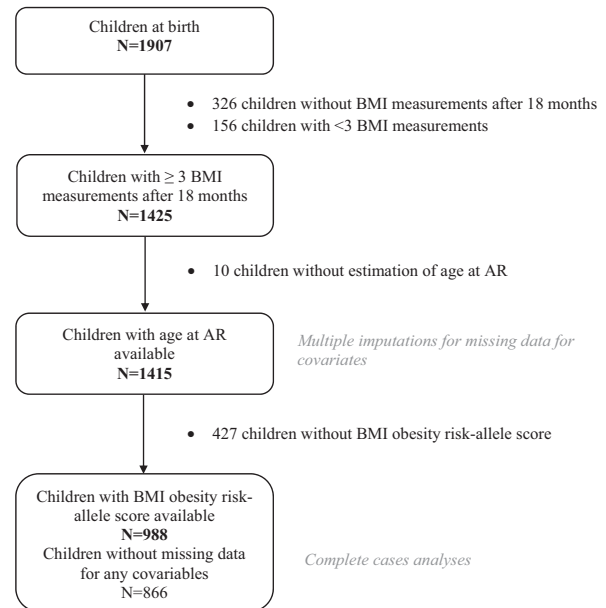 Children at birth
N=1907
• 326 children without BMI measurements after 18 months
• 156 children with <3 BMI measurements
Children with ≥ 3 BMI
measurements after 18 months
N=1425
• 10 children without estimation of age at AR
Children with age at AR
available
N=1415
Multiple imputations for missing data for
covariates
• 427 children without BMI obesity risk-allele score
Children with BMI obesity risk-
allele score available
N=988
Children without missing data
for any covariables
N=866
Complete cases analyses